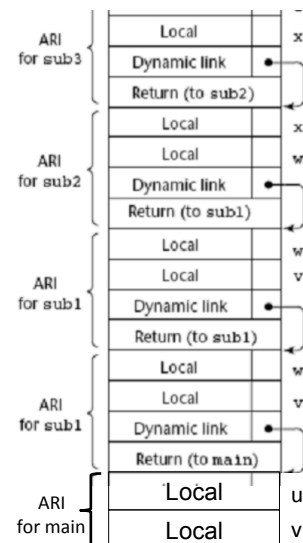 ARI for sub3
Local x
Dynamic link
Return (to sub2)
ARI for sub2
Local x
Local w
Dynamic link
Return (to sub1)
ARI for sub1
Local w
Local v
Dynamic link
Return (to sub1)
ARI for sub1
Local w
Local v
Dynamic link
Return (to main)
ARI for main
Local u
Local v